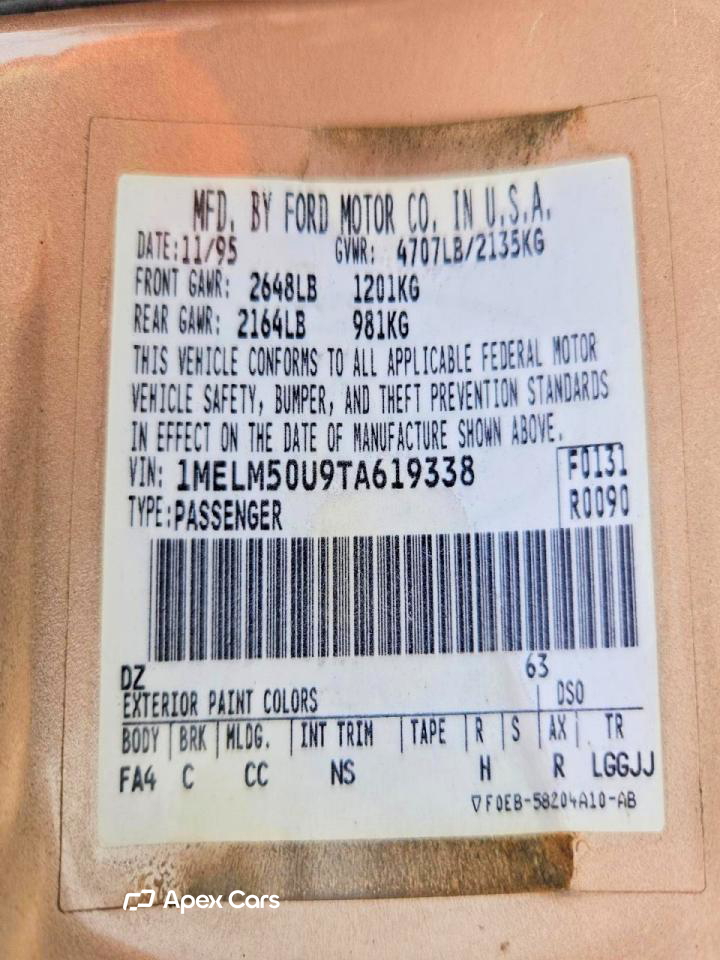 MFD. BY FORD MOTOR CO. IN U.S.A.
DATE:11/95 GVWR: 4707LB/2135KG
FRONT GAWR: 2648LB 1201KG
REAR GAWR: 2164LB 981KG
THIS VEHICLE CONFORMS TO ALL APPLICABLE FEDERAL MOTOR
VEHICLE SAFETY, BUMPER, AND THEFT PREVENTION STANDARDS
IN EFFECT ON THE DATE OF MANUFACTURE SHOWN ABOVE.
VIN: 1MELM50U9TA619338 F0131
TYPE:PASSENGER R0090
DZ 63
EXTERIOR PAINT COLORS DSO
BODY BRK MLDG. INT TRIM TAPE R S AX TR
FA4 C CC NS H R LGGJJ
▽F0EB-58204A10-AB
Apex Cars